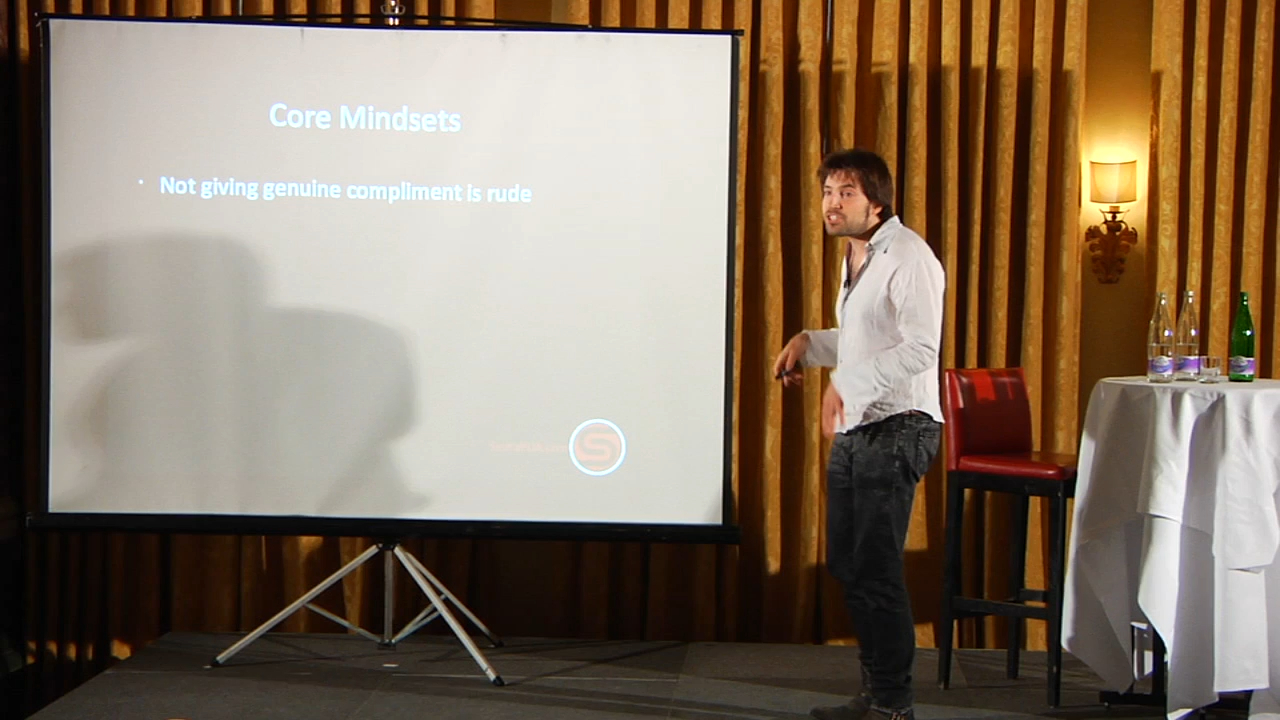 Core Mindsets
• Not giving genuine compliment is rude
S